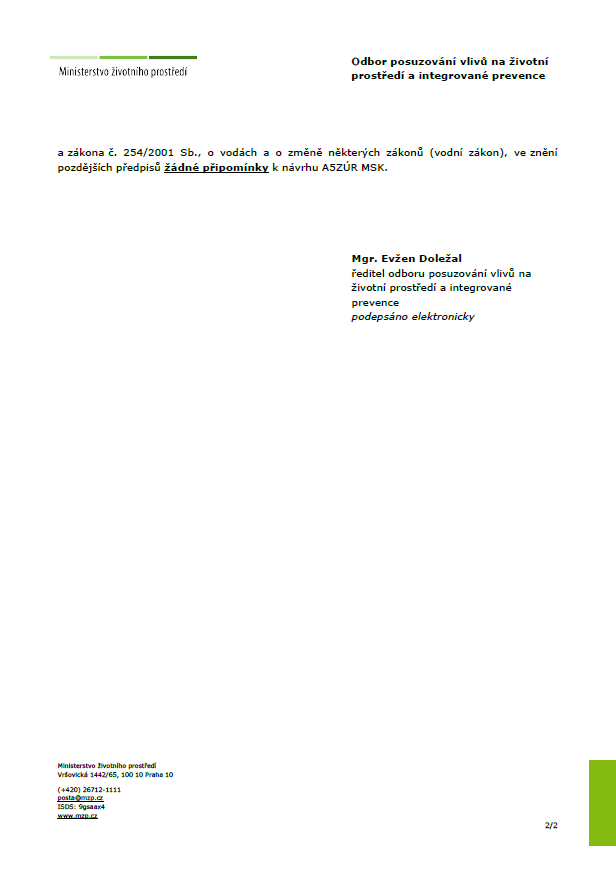 Ministerstvo životního prostředí
Odbor posuzování vlivů na životní
prostředí a integrované prevence
a zákona č. 254/2001 Sb., o vodách a o změně některých zákonů (vodní zákon), ve znění
pozdějších předpisů žádné připomínky k návrhu A5ZÚR MSK.
Mgr. Evžen Doležal
ředitel odboru posuzování vlivů na
životní prostředí a integrované
prevence
podepsáno elektronicky
Ministerstvo životního prostředí
Vršovická 1442/65, 100 10 Praha 10
(+420) 26712-1111
posta@mzp.cz
ISDS: 9gsaax4
www.mzp.cz
2/2